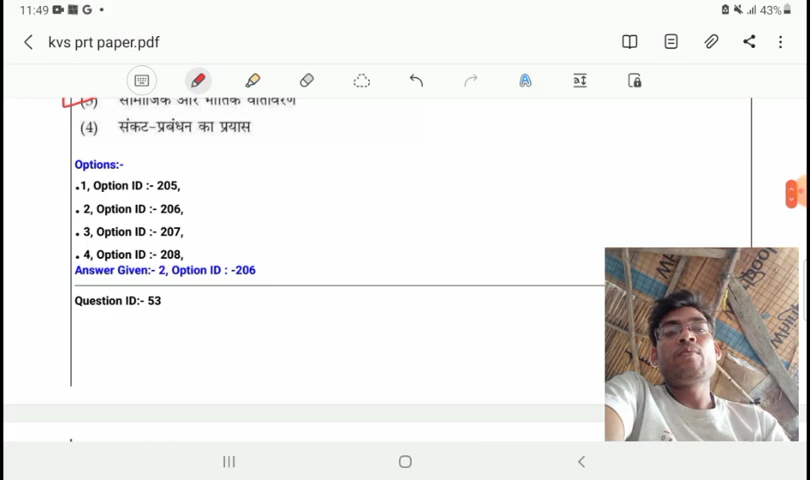 11:49 G • 43%
kvs prt paper.pdf
(3) सामाजिक और भौतिक वातावरण
(4) संकट-प्रबंधन का प्रयास
Options:-
.1, Option ID :- 205,
. 2, Option ID :- 206,
. 3, Option ID :- 207,
. 4, Option ID :- 208,
Answer Given:- 2, Option ID : -206
Question ID:- 53